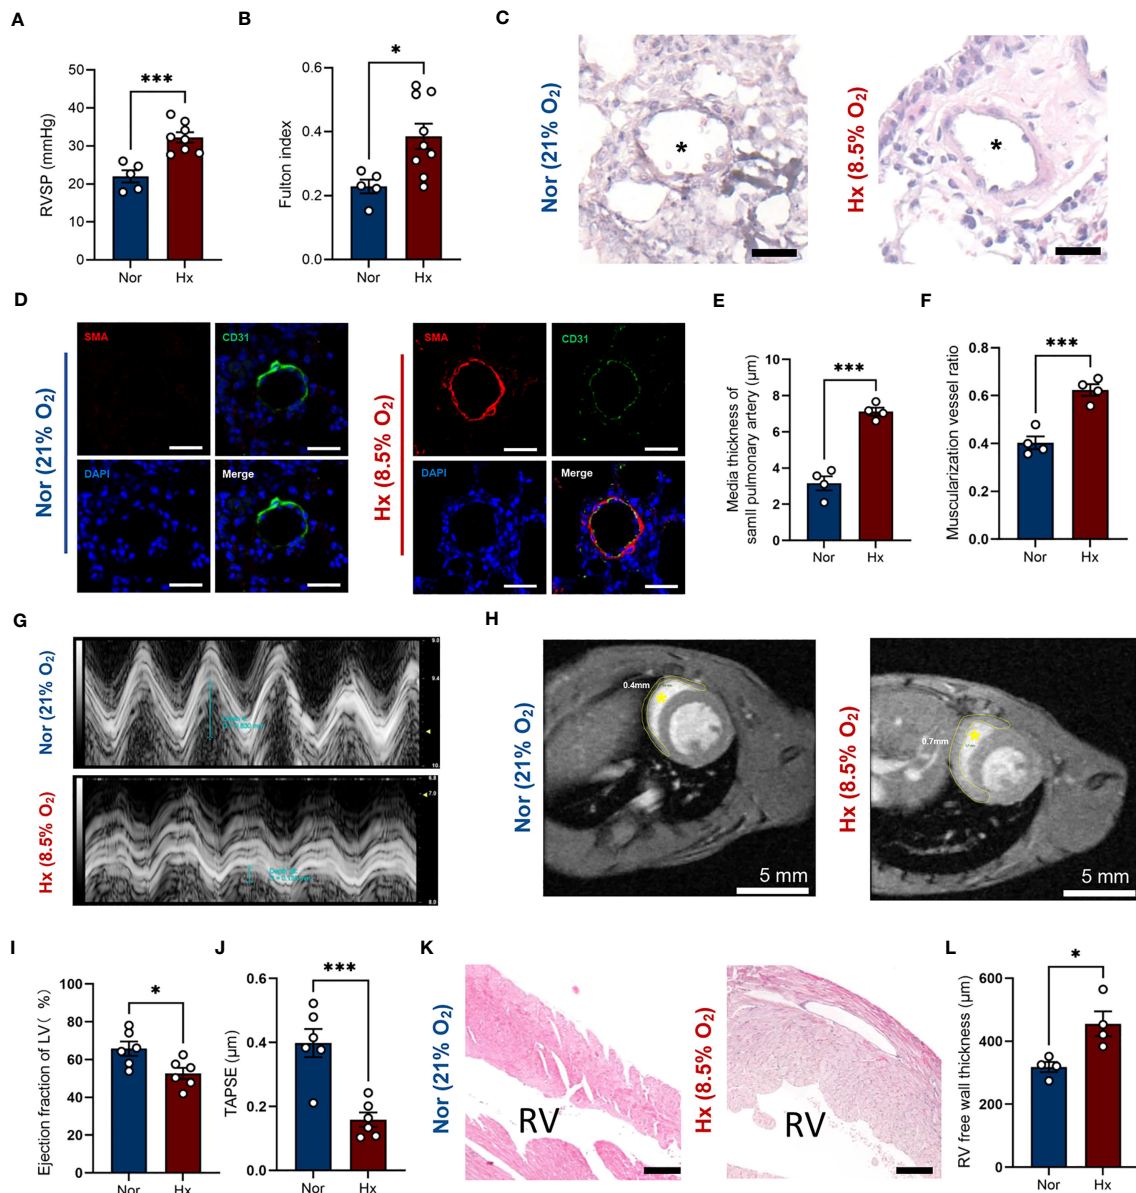 A
RVSP (mmHg)
50
40
30
20
10
0
***
Nor
Hx
B
Fulton index
0.6
0.4
0.2
0.0
*
Nor
Hx
C
Nor (21% O₂)
*
Hx (8.5% O₂)
*
D
Nor (21% O₂)
SMA
CD31
DAPI
Merge
Hx (8.5% O₂)
SMA
CD31
DAPI
Merge
E
Media thickness of
samll pulmonary artery (μm)
10
8
6
4
2
0
***
Nor
Hx
F
Muscularization vessel ratio
0.8
0.6
0.4
0.2
0.0
***
Nor
Hx
G
Nor (21% O₂)
9.4
Hx (8.5% O₂)
7.0
H
Nor (21% O₂)
0.4mm
*
5 mm
Hx (8.5% O₂)
0.7mm
*
5 mm
I
Ejection fraction of LV( %)
100
80
60
40
20
0
*
Nor
Hx
J
TAPSE (μm)
0.6
0.4
0.2
0.0
***
Nor
Hx
K
Nor (21% O₂)
RV
Hx (8.5% O₂)
RV
L
RV free wall thickness (μm)
600
400
200
0
*
Nor
Hx